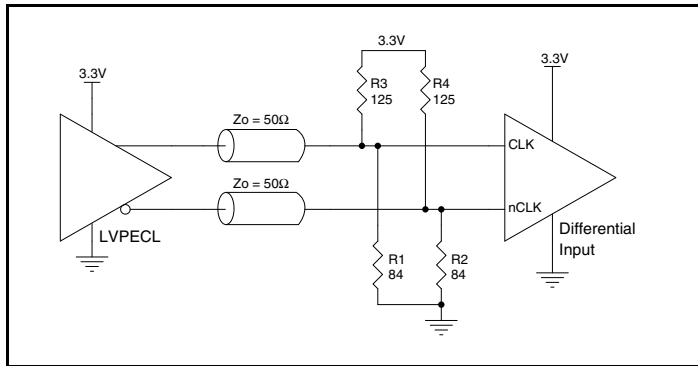 3.3V
3.3V
3.3V
R3
125
R4
125
Zo = 50Ω
CLK
Zo = 50Ω
nCLK
LVPECL
Differential
Input
R1
84
R2
84